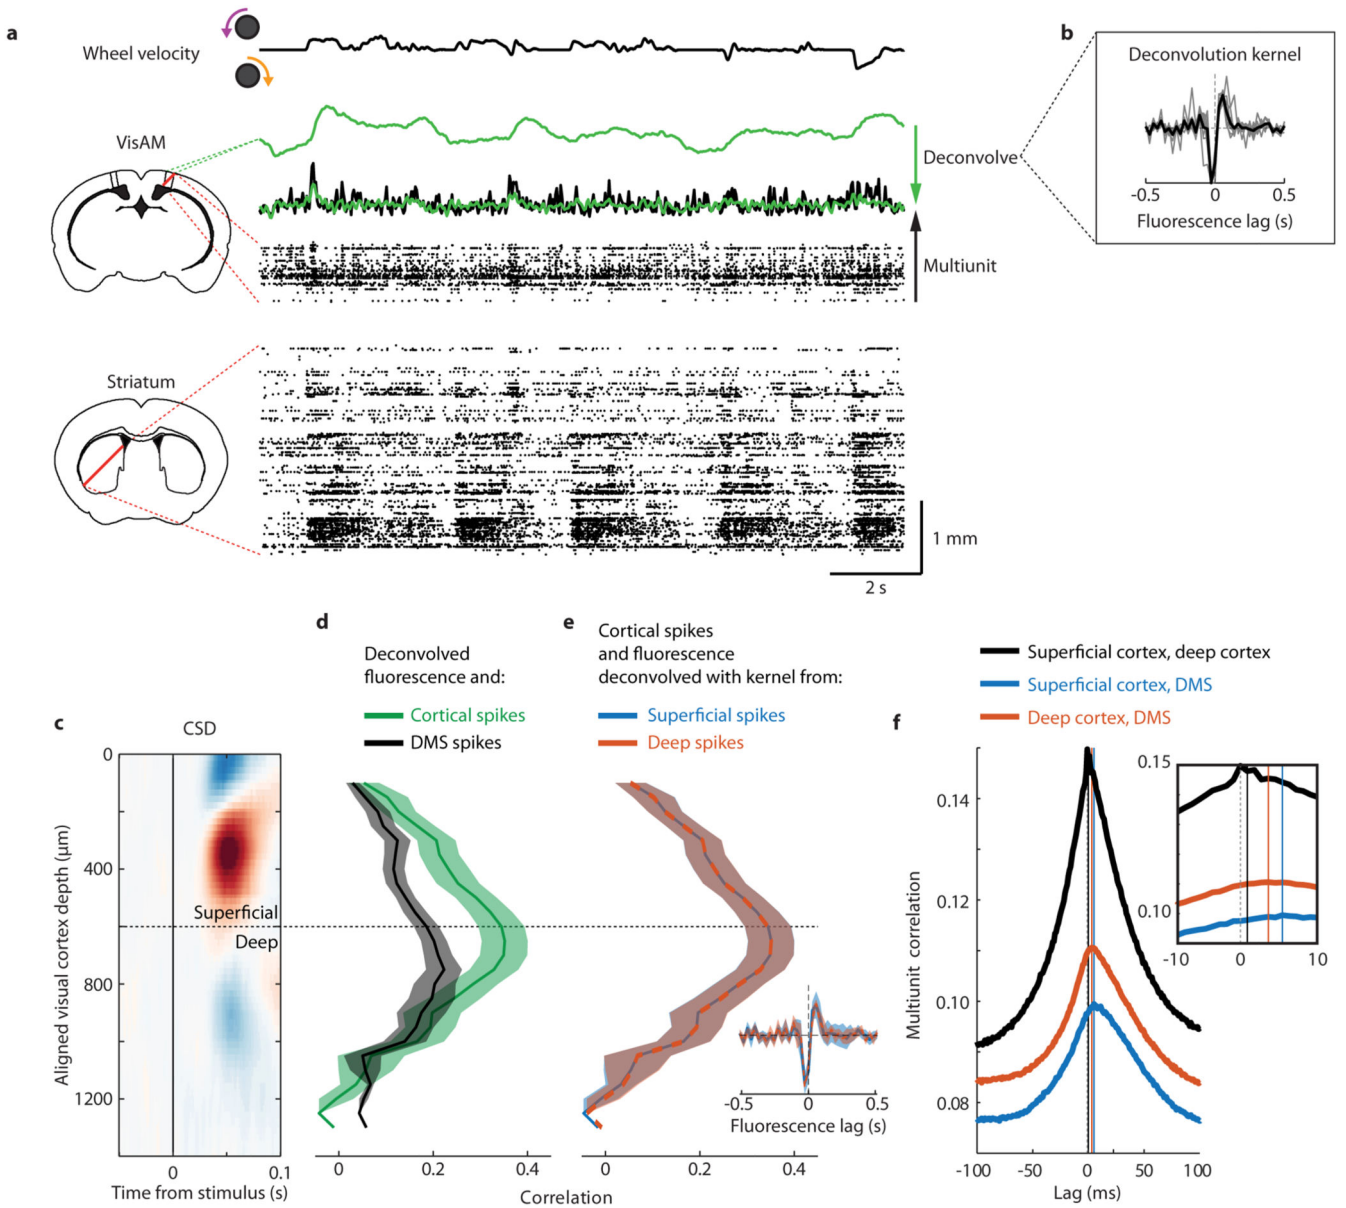 a
Wheel velocity
VisAM
Deconvolve
Multiunit
Striatum
1 mm
2 s
b
Deconvolution kernel
-0.5
0
0.5
Fluorescence lag (s)
c
CSD
0
400
800
1200
Aligned visual cortex depth (μm)
Superficial
Deep
0
0.1
Time from stimulus (s)
d
Deconvolved
fluorescence and:
Cortical spikes
DMS spikes
0
0.2
0.4
Correlation
e
Cortical spikes
and fluorescence
deconvolved with kernel from:
Superficial spikes
Deep spikes
-0.5
0
0.5
Fluorescence lag (s)
0
0.2
0.4
f
Superficial cortex, deep cortex
Superficial cortex, DMS
Deep cortex, DMS
0.14
0.12
0.10
0.08
Multiunit correlation
-100
-50
0
50
100
Lag (ms)
0.15
0.10
-10
0
10